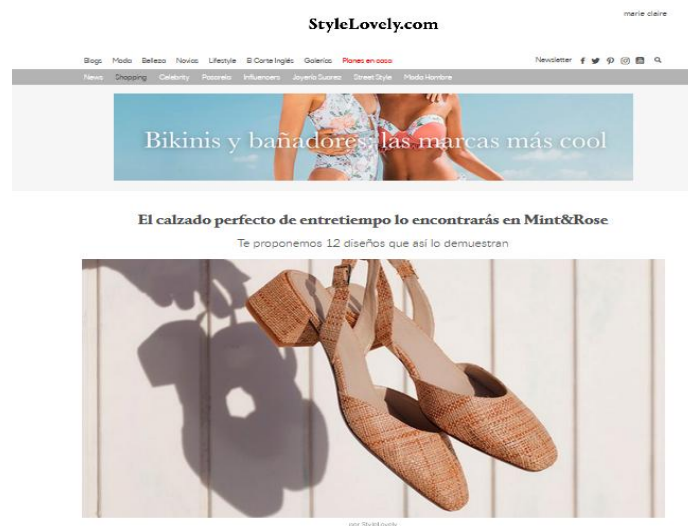 marie claire
StyleLovely.com
Blogs Moda Belleza Novias Lifestyle El Corte Inglés Galerías Planes en casa Newsletter
News Shopping Celebrity Pasarela Influencers Joyería Suarez Street Style Moda Hombre
Bikinis y bañadores, las marcas más cool
El calzado perfecto de entretiempo lo encontrarás en Mint&Rose
Te proponemos 12 diseños que así lo demuestran
por StyleLovely